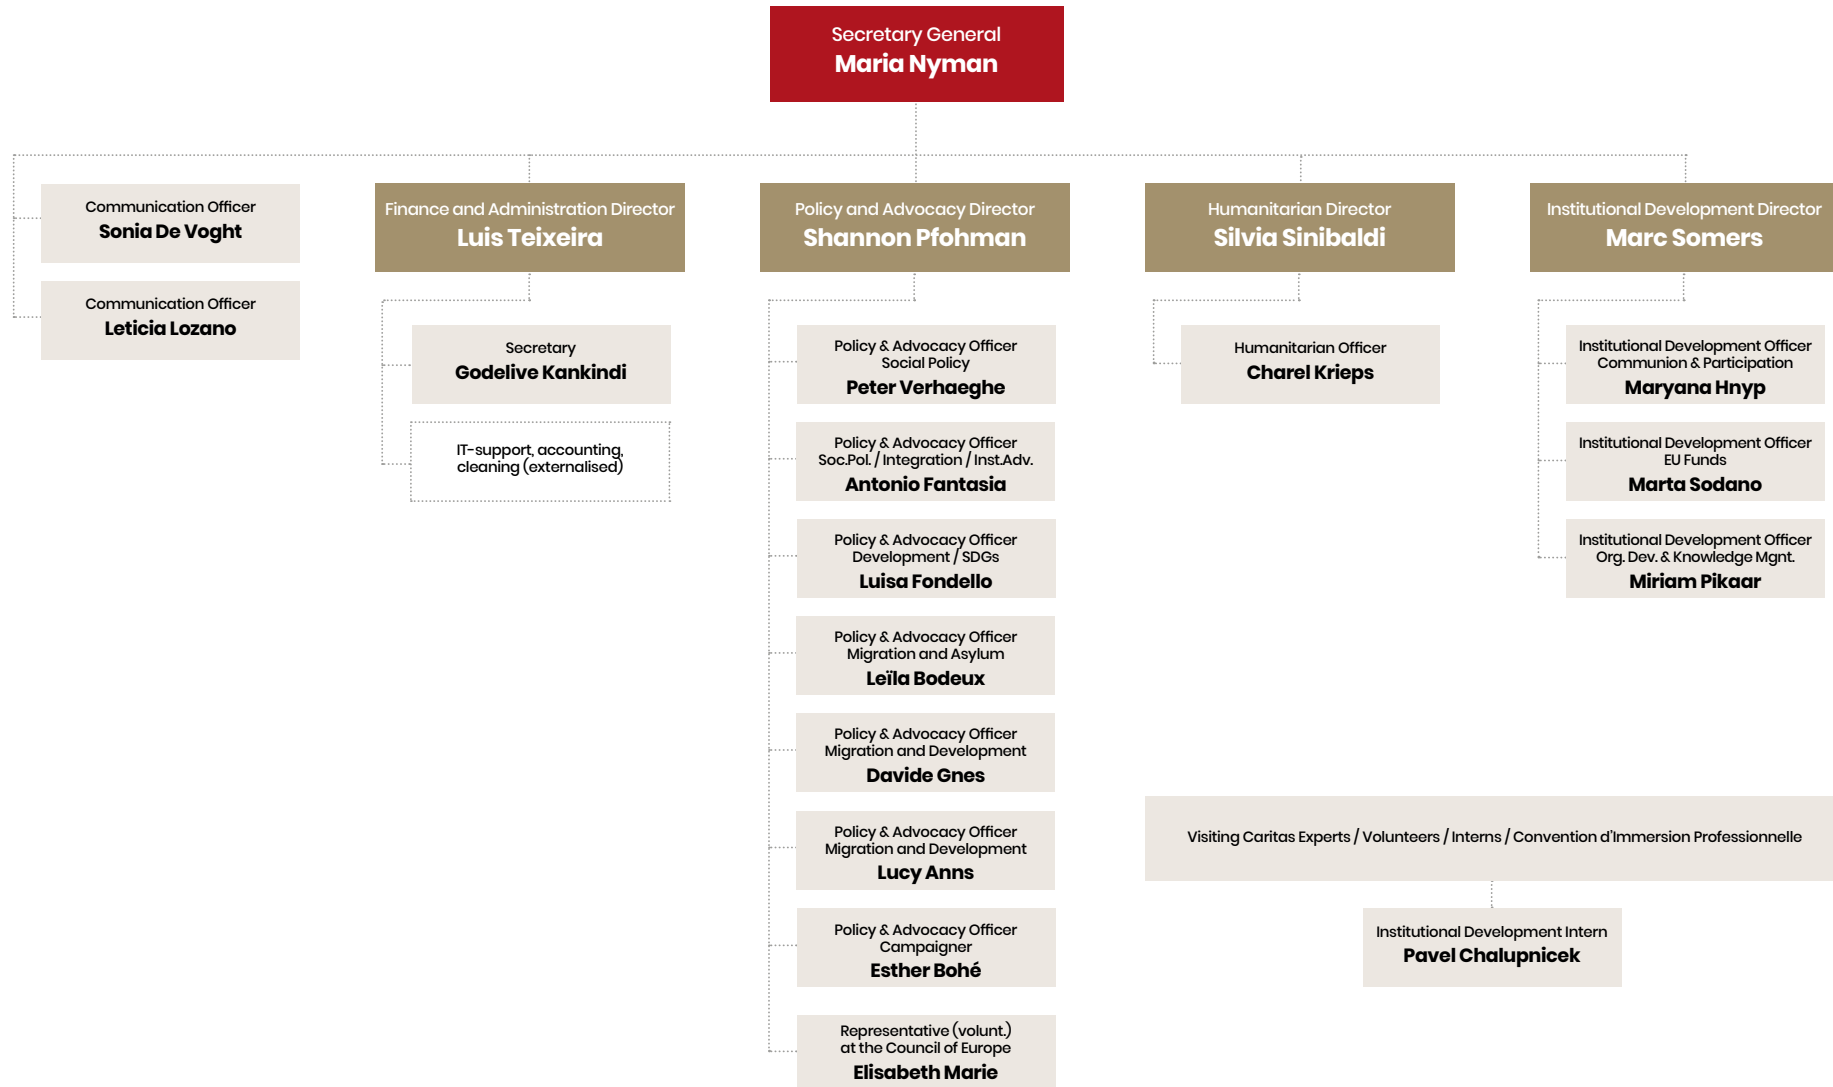 Secretary General
Maria Nyman
Communication Officer
Sonia De Voght
Communication Officer
Leticia Lozano
Finance and Administration Director
Luis Teixeira
Secretary
Godelive Kankindi
IT-support, accounting,
cleaning (externalised)
Policy and Advocacy Director
Shannon Pfohman
Policy & Advocacy Officer
Social Policy
Peter Verhaeghe
Policy & Advocacy Officer
Soc.Pol. / Integration / Inst.Adv.
Antonio Fantasia
Policy & Advocacy Officer
Development / SDGs
Luisa Fondello
Policy & Advocacy Officer
Migration and Asylum
Leïla Bodeux
Policy & Advocacy Officer
Migration and Development
Davide Gnes
Policy & Advocacy Officer
Migration and Development
Lucy Anns
Policy & Advocacy Officer
Campaigner
Esther Bohé
Representative (volunt.)
at the Council of Europe
Elisabeth Marie
Humanitarian Director
Silvia Sinibaldi
Humanitarian Officer
Charel Krieps
Institutional Development Director
Marc Somers
Institutional Development Officer
Communion & Participation
Maryana Hnyp
Institutional Development Officer
EU Funds
Marta Sodano
Institutional Development Officer
Org. Dev. & Knowledge Mgnt.
Miriam Pikaar
Visiting Caritas Experts / Volunteers / Interns / Convention d'Immersion Professionnelle
Institutional Development Intern
Pavel Chalupnicek